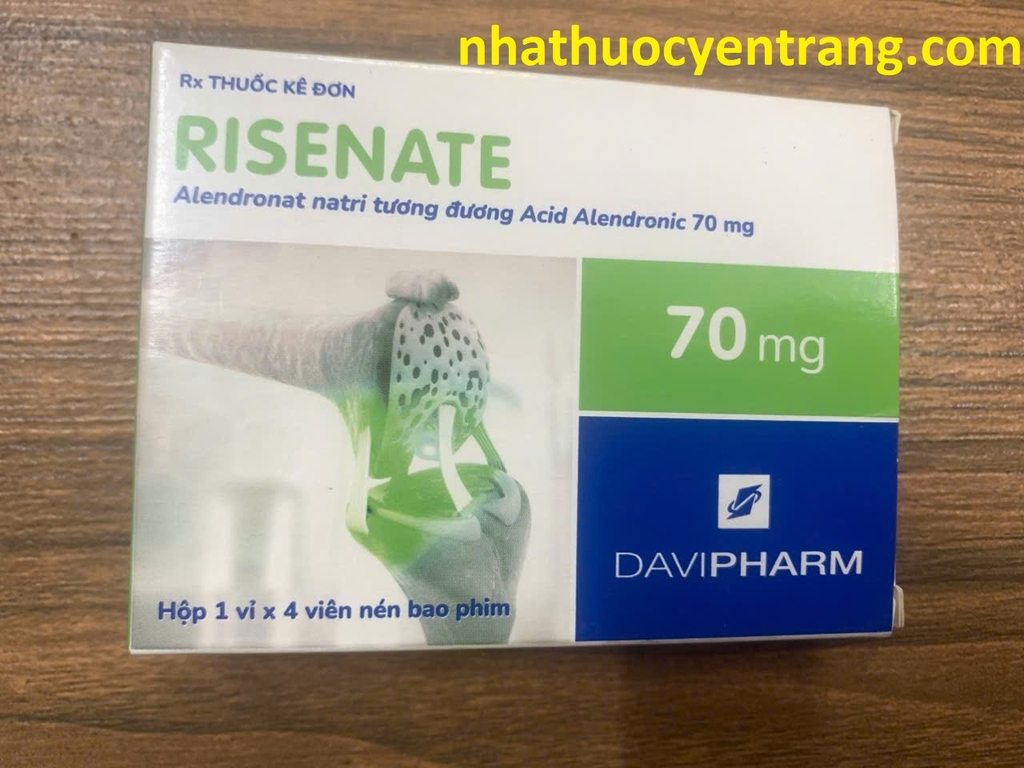 nhathuocyentrang.com
Rx THUỐC KÊ ĐƠN
RISENATE
Alendronat natri tương đương Acid Alendronic 70 mg
70 mg
DAVIPHARM
Hộp 1 vỉ x 4 viên nén bao phim